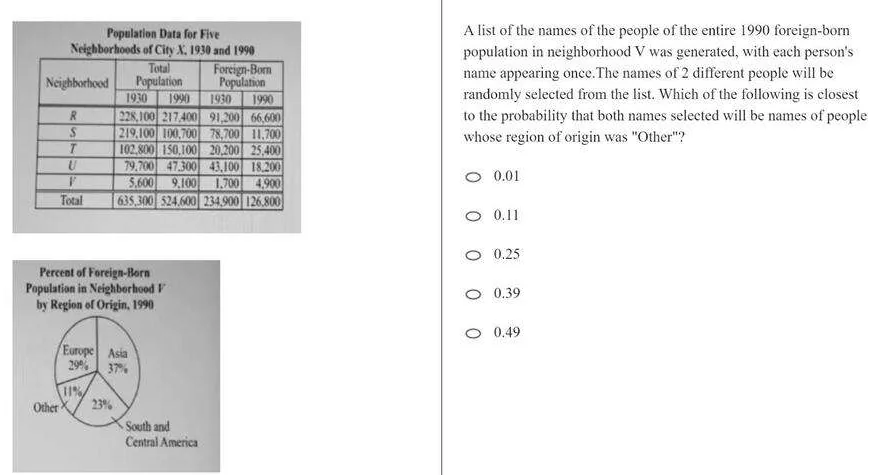 Population Data for Five
Neighborhoods of City X, 1930 and 1990
Neighborhood Total Population Foreign-Born Population
1930 1990 1930 1990
R 228,100 217,400 91,200 66,600
S 219,100 100,700 78,700 11,700
T 102,800 150,100 20,200 25,400
U 79,700 47,300 43,100 18,200
V 5,600 9,100 1,700 4,900
Total 635,300 524,600 234,900 126,800
Percent of Foreign-Born
Population in Neighborhood V
by Region of Origin, 1990
Europe 29%
Asia 37%
11%
Other
23%
South and
Central America
A list of the names of the people of the entire 1990 foreign-born
population in neighborhood V was generated, with each person's
name appearing once.The names of 2 different people will be
randomly selected from the list. Which of the following is closest
to the probability that both names selected will be names of people
whose region of origin was "Other"?
0.01
0.11
0.25
0.39
0.49